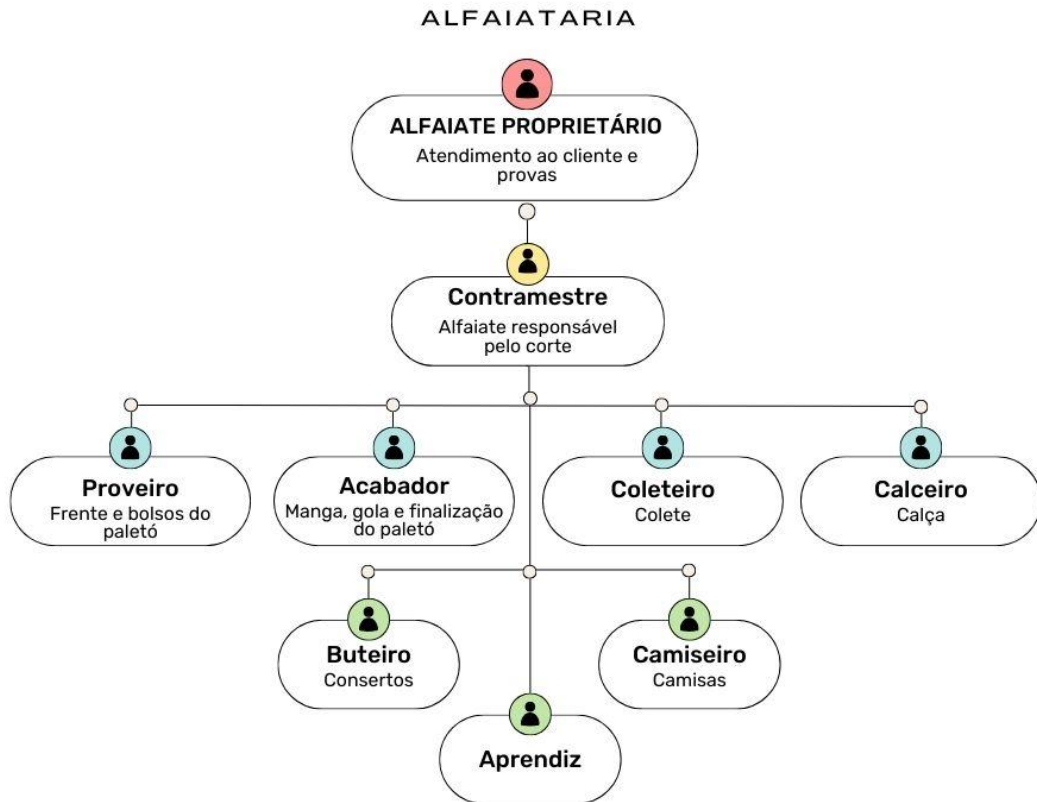 ALFAIATARIA
ALFAIATE PROPRIETÁRIO
Atendimento ao cliente e
provas
Contramestre
Alfaiate responsável
pelo corte
Proveiro
Frente e bolsos do
paletó
Acabador
Manga, gola e finalização
do paletó
Coleteiro
Colete
Calceiro
Calça
Buteiro
Consertos
Camiseiro
Camisas
Aprendiz